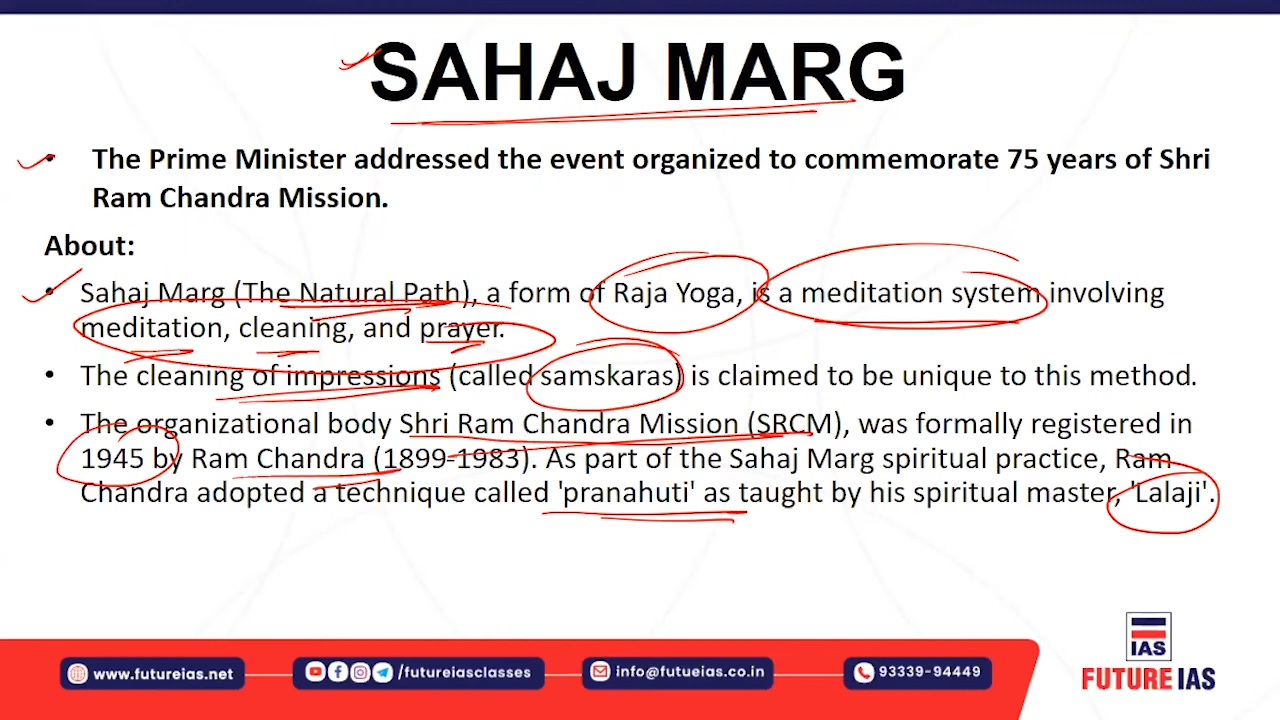 SAHAJ MARG
• The Prime Minister addressed the event organized to commemorate 75 years of Shri
Ram Chandra Mission.
About:
• Sahaj Marg (The Natural Path), a form of Raja Yoga, is a meditation system involving
meditation, cleaning, and prayer.
• The cleaning of impressions (called samskaras) is claimed to be unique to this method.
• The organizational body Shri Ram Chandra Mission (SRCM), was formally registered in
1945 by Ram Chandra (1899-1983). As part of the Sahaj Marg spiritual practice, Ram
Chandra adopted a technique called 'pranahuti' as taught by his spiritual master, 'Lalaji'.
IAS
www.futureias.net
/futureiasclasses
info@futueias.co.in
93339-94449
FUTURE IAS